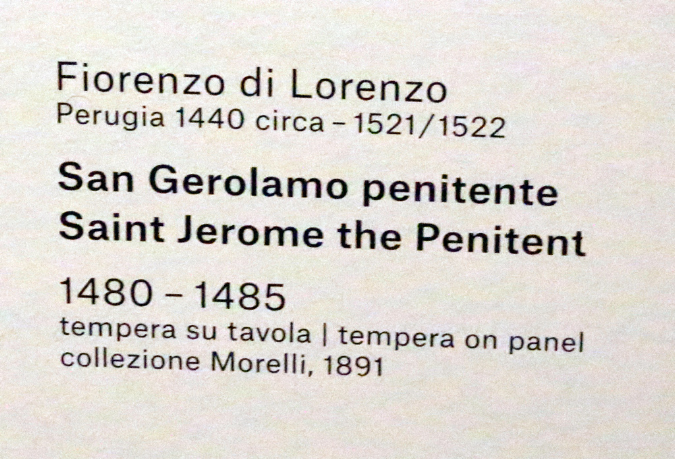 Fiorenzo di Lorenzo
Perugia 1440 circa – 1521/1522
San Gerolamo penitente
Saint Jerome the Penitent
1480 – 1485
tempera su tavola | tempera on panel
collezione Morelli, 1891